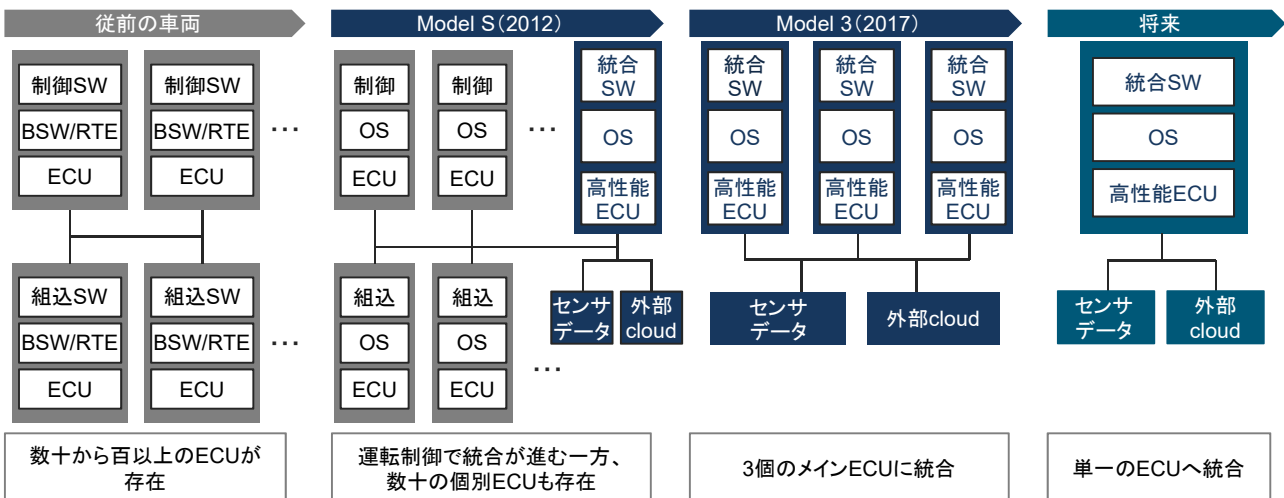 従前の車両
Model S（2012）
Model 3（2017）
将来
制御SW
BSW/RTE
ECU
制御SW
BSW/RTE
ECU
…
組込SW
BSW/RTE
ECU
組込SW
BSW/RTE
ECU
…
制御
OS
ECU
制御
OS
ECU
…
統合
SW
OS
高性能
ECU
組込
OS
ECU
組込
OS
ECU
…
センサ
データ
外部
cloud
統合
SW
OS
高性能
ECU
統合
SW
OS
高性能
ECU
統合
SW
OS
高性能
ECU
センサ
データ
外部cloud
統合SW
OS
高性能ECU
センサ
データ
外部
cloud
数十から百以上のECUが
存在
運転制御で統合が進む一方、
数十の個別ECUも存在
3個のメインECUに統合
単一のECUへ統合